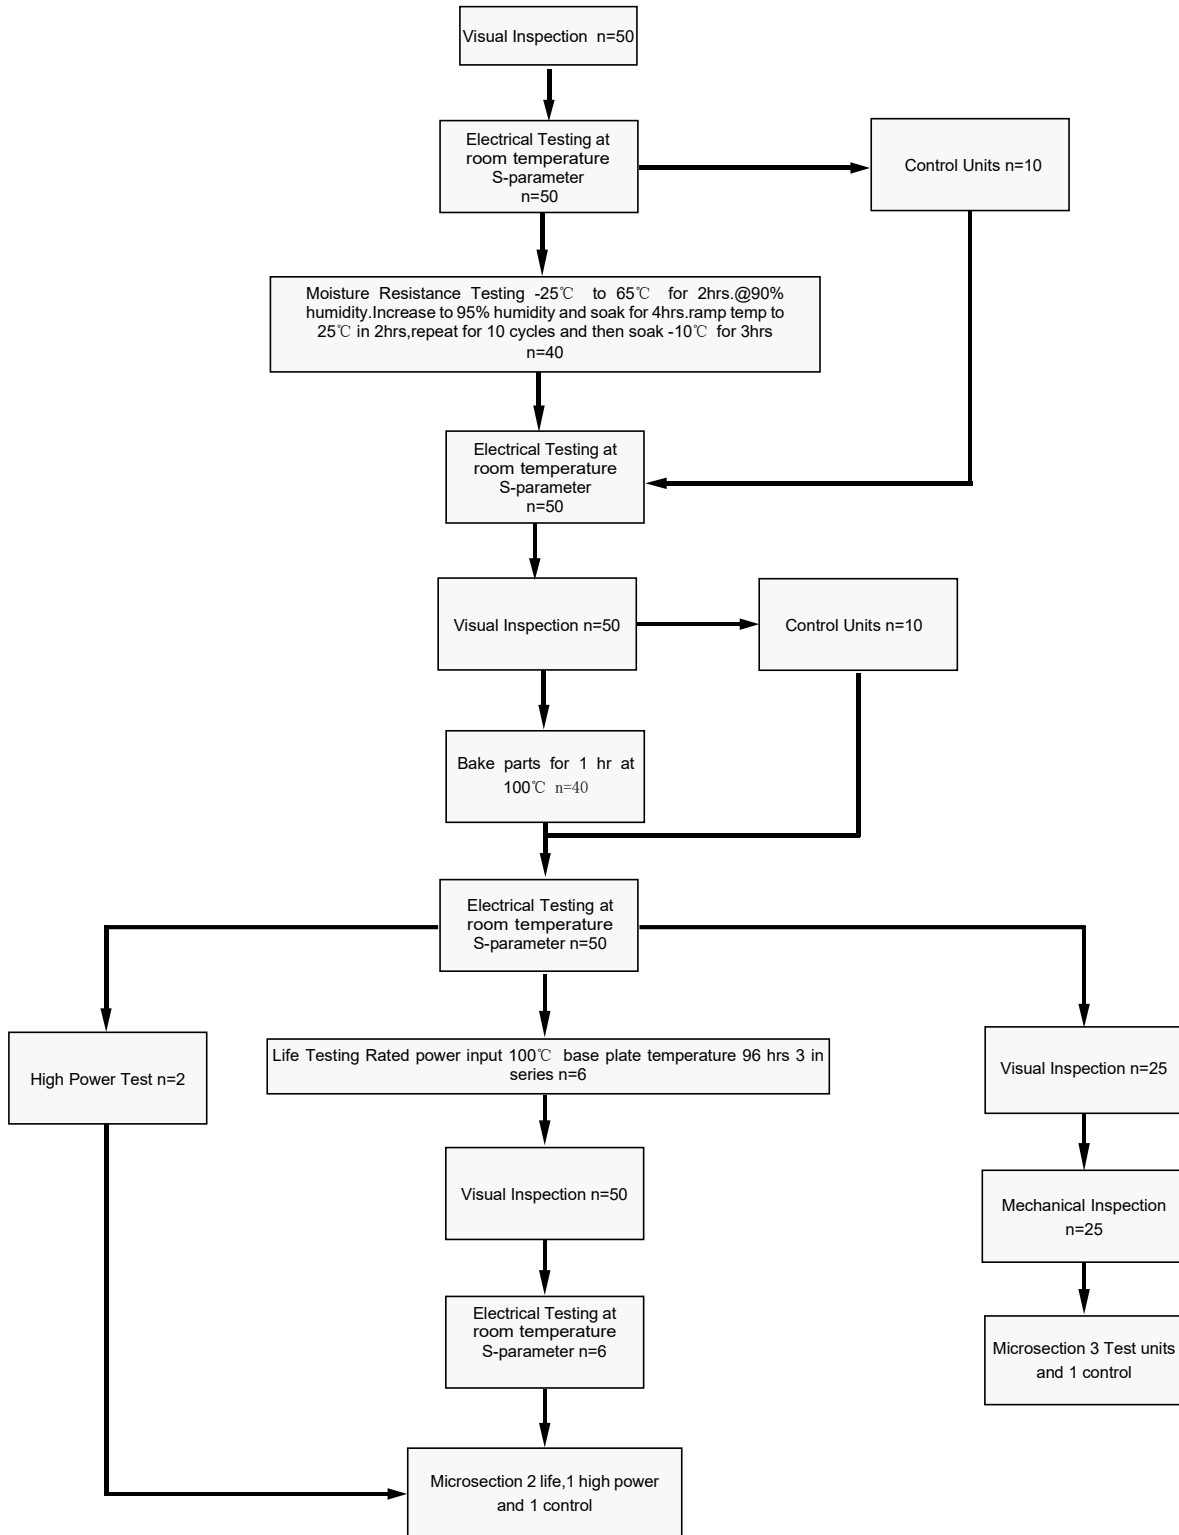 Visual Inspection n=50
Electrical Testing at
room temperature
S-parameter
n=50
Control Units n=10
Moisture Resistance Testing -25℃ to 65℃ for 2hrs.@90%
humidity.Increase to 95% humidity and soak for 4hrs.ramp temp to
25℃ in 2hrs,repeat for 10 cycles and then soak -10℃ for 3hrs
n=40
Electrical Testing at
room temperature
S-parameter
n=50
Visual Inspection n=50
Control Units n=10
Bake parts for 1 hr at
100℃ n=40
Electrical Testing at
room temperature
S-parameter n=50
High Power Test n=2
Life Testing Rated power input 100℃ base plate temperature 96 hrs 3 in
series n=6
Visual Inspection n=25
Visual Inspection n=50
Mechanical Inspection
n=25
Electrical Testing at
room temperature
S-parameter n=6
Microsection 3 Test units
and 1 control
Microsection 2 life,1 high power
and 1 control